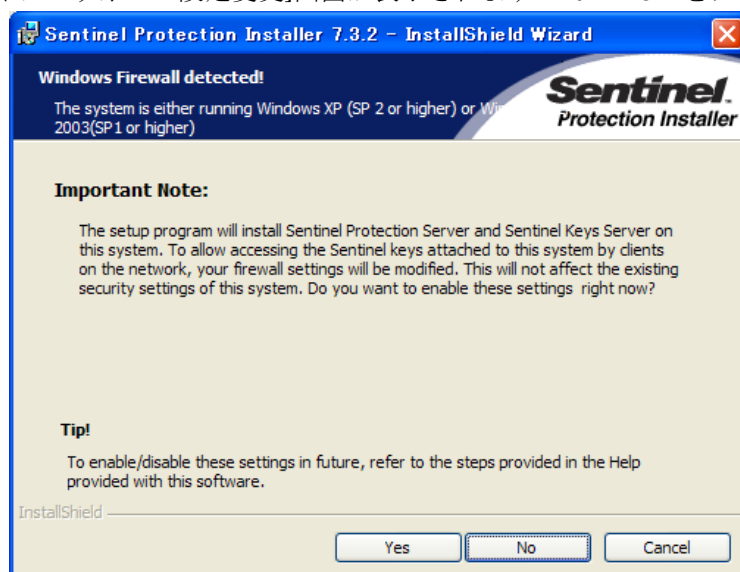 Sentinel Protection Installer 7.3.2 - InstallShield Wizard
Windows Firewall detected!
The system is either running Windows XP (SP 2 or higher) or
2003(SP1 or higher)
Sentinel.
Protection Installer
Important Note:
The setup program will install Sentinel Protection Server and Sentinel Keys Server on
this system. To allow accessing the Sentinel keys attached to this system by clients
on the network, your firewall settings will be modified. This will not affect the existing
security settings of this system. Do you want to enable these settings right now?
Tip!
To enable/disable these settings in future, refer to the steps provided in the Help
provided with this software.
InstallShield
Yes No Cancel